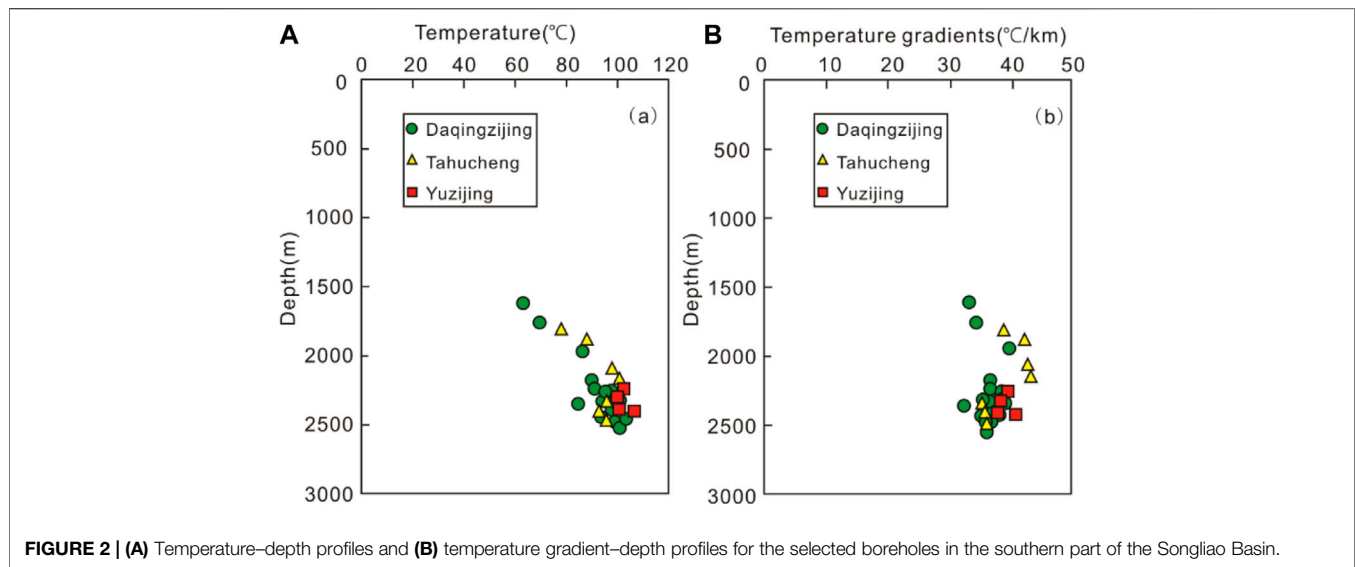 A
Temperature(℃)
0 20 40 60 80 100 120
0
500
1000
1500
2000
2500
3000
Depth(m)
(a)
Daqingzijing
Tahucheng
Yuzijing
B
Temperature gradients(℃/km)
0 10 20 30 40 50
0
500
1000
1500
2000
2500
3000
Depth(m)
(b)
Daqingzijing
Tahucheng
Yuzijing
FIGURE 2 | (A) Temperature–depth profiles and (B) temperature gradient–depth profiles for the selected boreholes in the southern part of the Songliao Basin.